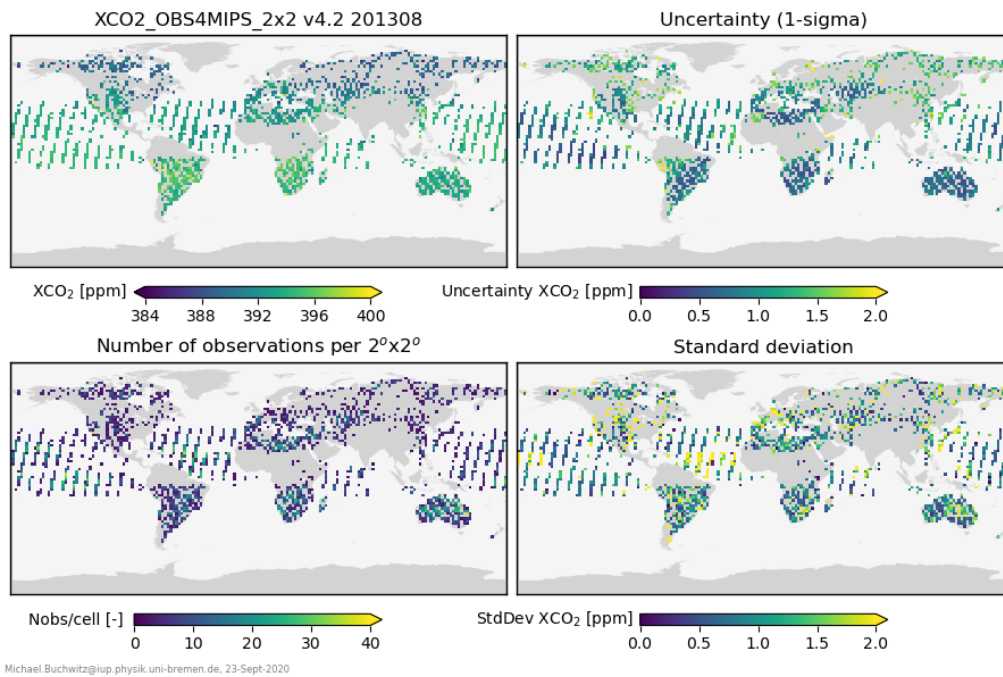 XCO2_OBS4MIPS_2x2 v4.2 201308
Uncertainty (1-sigma)
XCO₂ [ppm]
384 388 392 396 400
Uncertainty XCO₂ [ppm]
0.0 0.5 1.0 1.5 2.0
Number of observations per 2°x2°
Standard deviation
Nobs/cell [-]
0 10 20 30 40
StdDev XCO₂ [ppm]
0.0 0.5 1.0 1.5 2.0
Michael.Buchwitz@iup.physik.uni-bremen.de, 23-Sept-2020